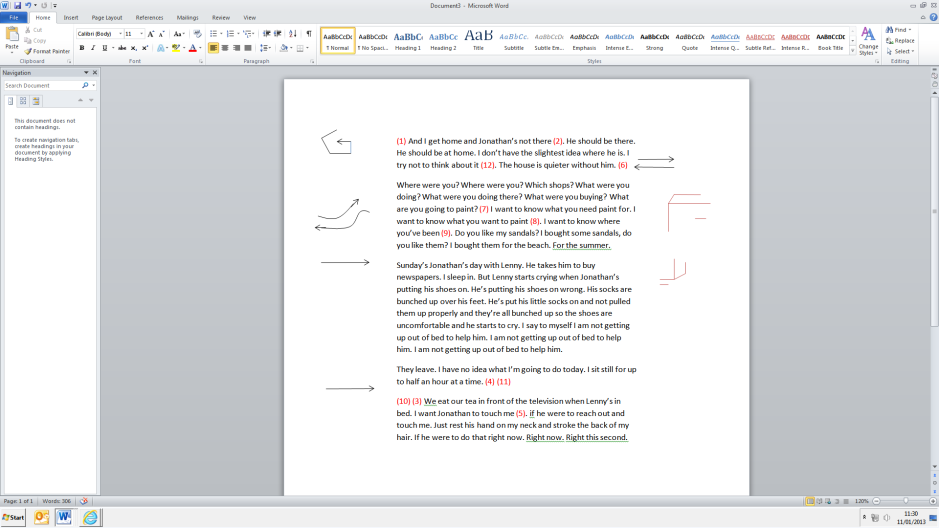 Document3 - Microsoft Word
File Home Insert Page Layout References Mailings Review View
Cut
Copy
Format Painter
Paste
Clipboard
Calibri (Body) 11
Font
Paragraph
AaBbCcDc AaBbCcDc AaBbC AaBbCc AaB AaBbCc AaBbCcDc AaBbCcDc AaBbCcDc AaBbCcDc AaBbCcDc AaBbCcDc AaBbCcDc AaBbCcDc AaBbCcDc
¶ Normal ¶ No Spaci... Heading 1 Heading 2 Title Subtitle Subtle Em... Emphasis Intense E... Strong Quote Intense Q... Subtle Ref... Intense R... Book Title
Styles
Change Styles
Find
Replace
Select
Editing
Navigation
Search Document
This document does
not contain headings.
To create navigation tabs,
create headings in your
document by applying
Heading Styles.
(1) And I get home and Jonathan's not there (2). He should be there.
He should be at home. I don't have the slightest idea where he is. I
try not to think about it (12). The house is quieter without him. (6)
Where were you? Where were you? Which shops? What were you
doing? What were you doing there? What were you buying? What
are you going to paint? (7) I want to know what you need paint for. I
want to know what you want to paint (8). I want to know where
you've been (9). Do you like my sandals? I bought some sandals, do
you like them? I bought them for the beach. For the summer.
Sunday's Jonathan's day with Lenny. He takes him to buy
newspapers. I sleep in. But Lenny starts crying when Jonathan's
putting his shoes on. He's putting his shoes on wrong. His socks are
bunched up over his feet. He's put his little socks on and not pulled
them up properly and they're all bunched up so the shoes are
uncomfortable and he starts to cry. I say to myself I am not getting
up out of bed to help him. I am not getting up out of bed to help
him. I am not getting up out of bed to help him.
They leave. I have no idea what I'm going to do today. I sit still for up
to half an hour at a time. (4) (11)
(10) (3) We eat our tea in front of the television when Lenny's in
bed. I want Jonathan to touch me (5). if he were to reach out and
touch me. Just rest his hand on my neck and stroke the back of my
hair. If he were to do that right now. Right now. Right this second.
Page: 1 of 1 Words: 306
120%
Start
11:30
11/01/2013